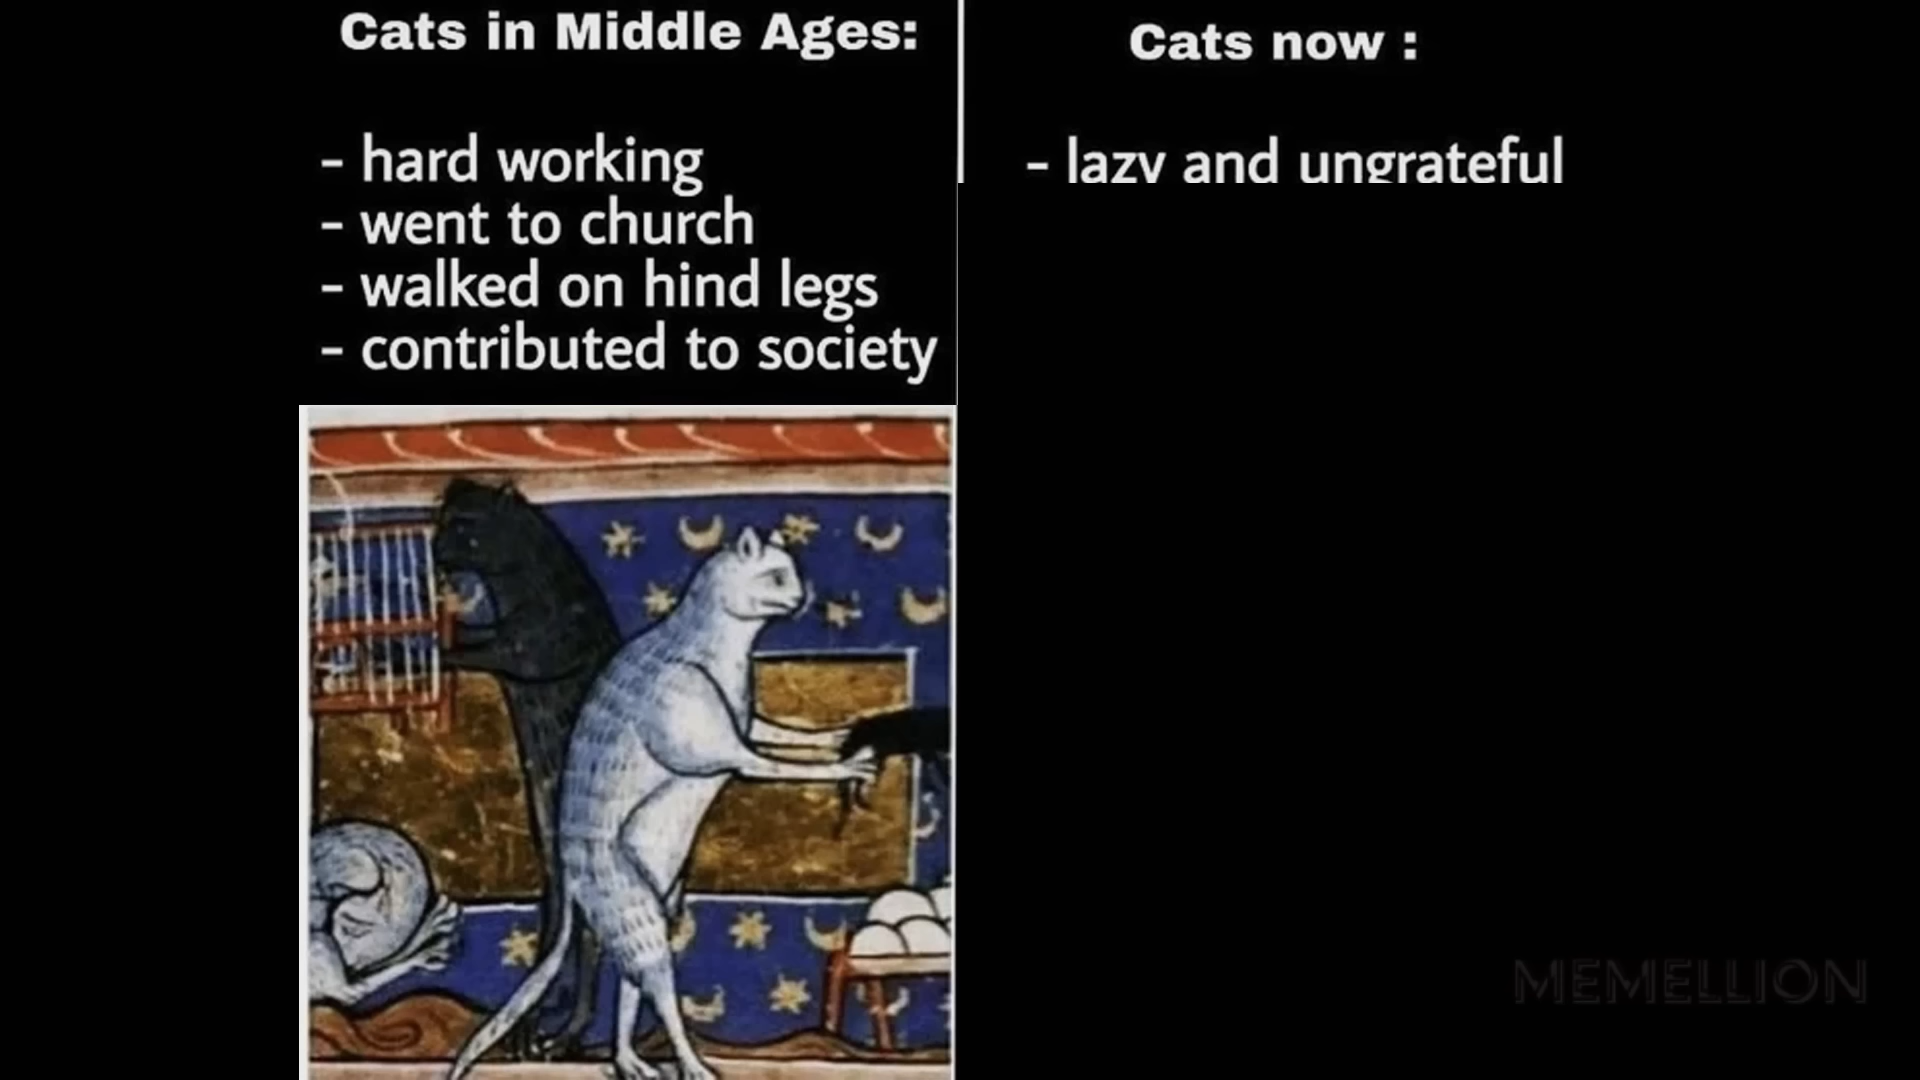 Cats in Middle Ages:
- hard working
- went to church
- walked on hind legs
- contributed to society
Cats now :
- lazy and ungrateful
MEMELLION